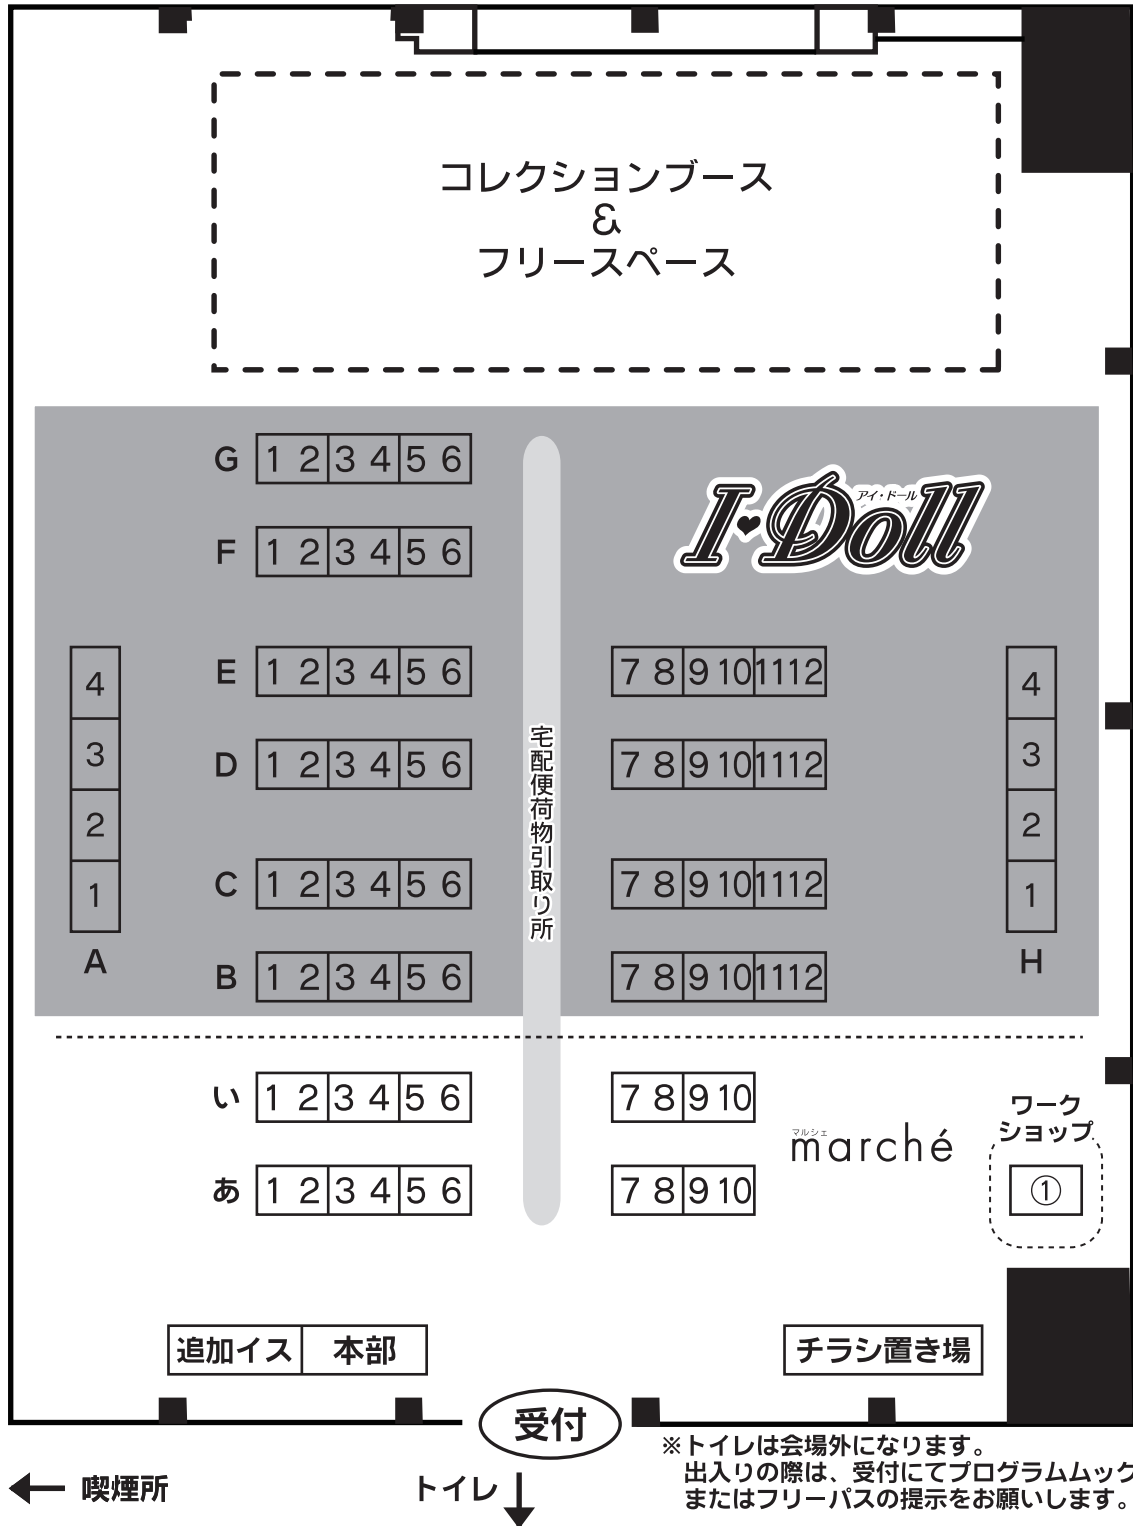 コレクションブース
&
フリースペース
G 1 2 3 4 5 6
I♥Doll
アイ・ドール
F 1 2 3 4 5 6
E 1 2 3 4 5 6 7 8 9 10 11 12
D 1 2 3 4 5 6 7 8 9 10 11 12
C 1 2 3 4 5 6 7 8 9 10 11 12
B 1 2 3 4 5 6 7 8 9 10 11 12
4
3
2
1
A
宅配便荷物引取り所
4
3
2
1
H
い 1 2 3 4 5 6 7 8 9 10
あ 1 2 3 4 5 6 7 8 9 10
マルシェ
marché
ワーク
ショップ
①
追加イス 本部
チラシ置き場
受付
※トイレは会場外になります。
出入りの際は、受付にてプログラムムック
またはフリーパスの提示をお願いします。
喫煙所
トイレ